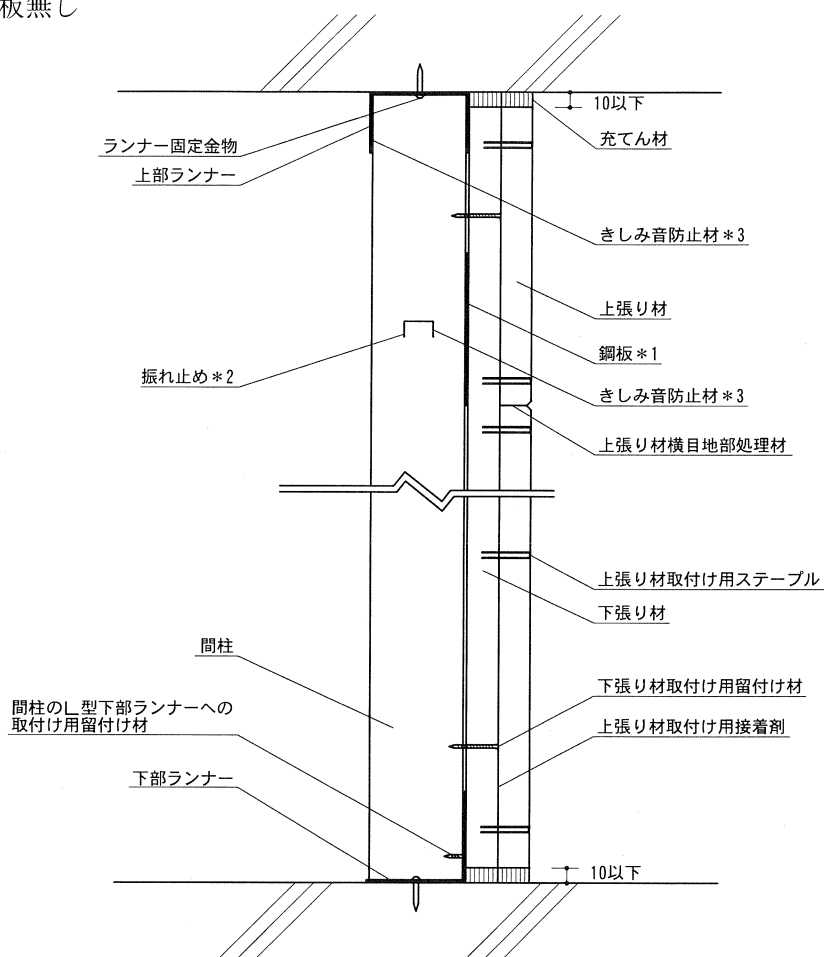 板無し
10以下
ランナー固定金物
充てん材
上部ランナー
きしみ音防止材*3
上張り材
鋼板*1
振れ止め*2
きしみ音防止材*3
上張り材横目地部処理材
上張り材取付け用ステープル
下張り材
間柱
下張り材取付け用留付け材
間柱のL型下部ランナーへの
取付け用留付け材
上張り材取付け用接着剤
下部ランナー
10以下